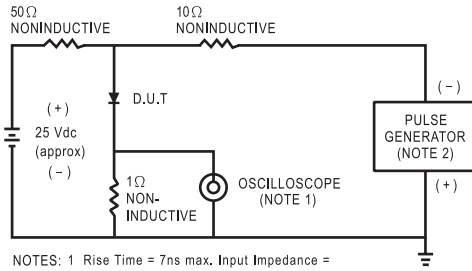 50Ω
NONINDUCTIVE
10Ω
NONINDUCTIVE
(+)
25 Vdc
(approx)
(−)
D.U.T
1Ω
NON-
INDUCTIVE
OSCILLOSCOPE
(NOTE 1)
(−)
PULSE
GENERATOR
(NOTE 2)
(+)
NOTES: 1 Rise Time = 7ns max. Input Impedance =